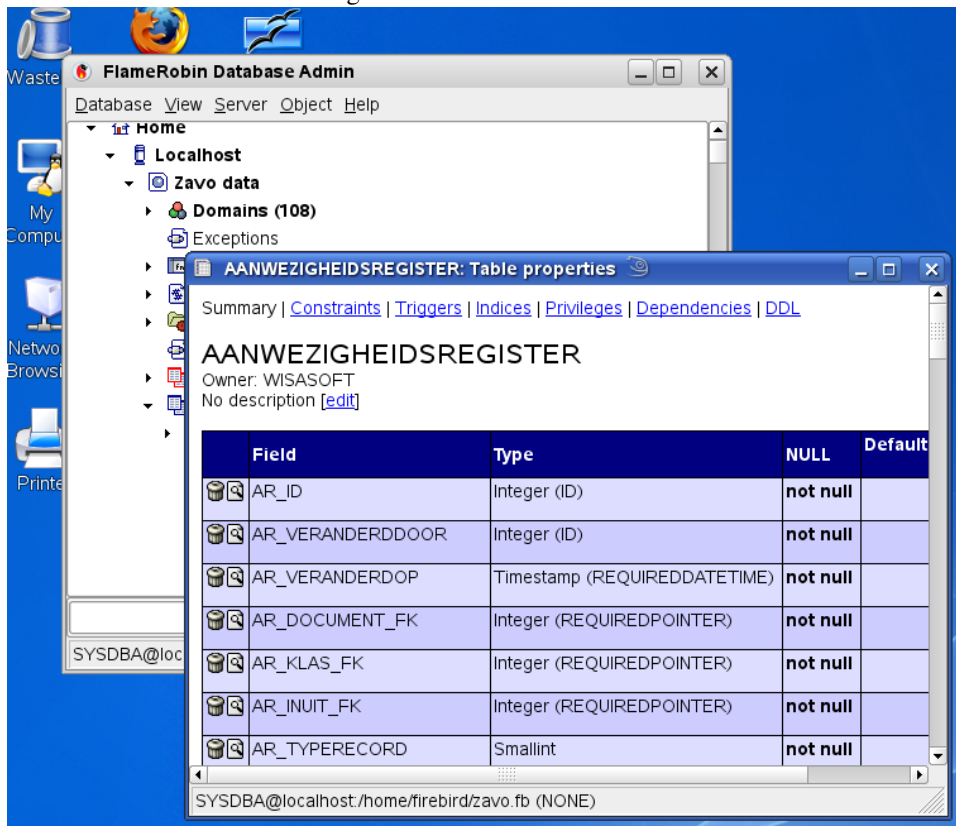 Waste
FlameRobin Database Admin
Database View Server Object Help
Home
Localhost
Zavo data
Domains (108)
Exceptions
My
Compu
Netwo
Browsi
Printe
SYSDBA@loc
AANWEZIGHEIDSREGISTER: Table properties
Summary | Constraints | Triggers | Indices | Privileges | Dependencies | DDL
AANWEZIGHEIDSREGISTER
Owner: WISASOFT
No description [edit]
Field Type NULL Default
AR_ID Integer (ID) not null
AR_VERANDERDDOOR Integer (ID) not null
AR_VERANDERDOP Timestamp (REQUIREDDATETIME) not null
AR_DOCUMENT_FK Integer (REQUIREDPOINTER) not null
AR_KLAS_FK Integer (REQUIREDPOINTER) not null
AR_INUIT_FK Integer (REQUIREDPOINTER) not null
AR_TYPERECORD Smallint not null
SYSDBA@localhost:/home/firebird/zavo.fb (NONE)